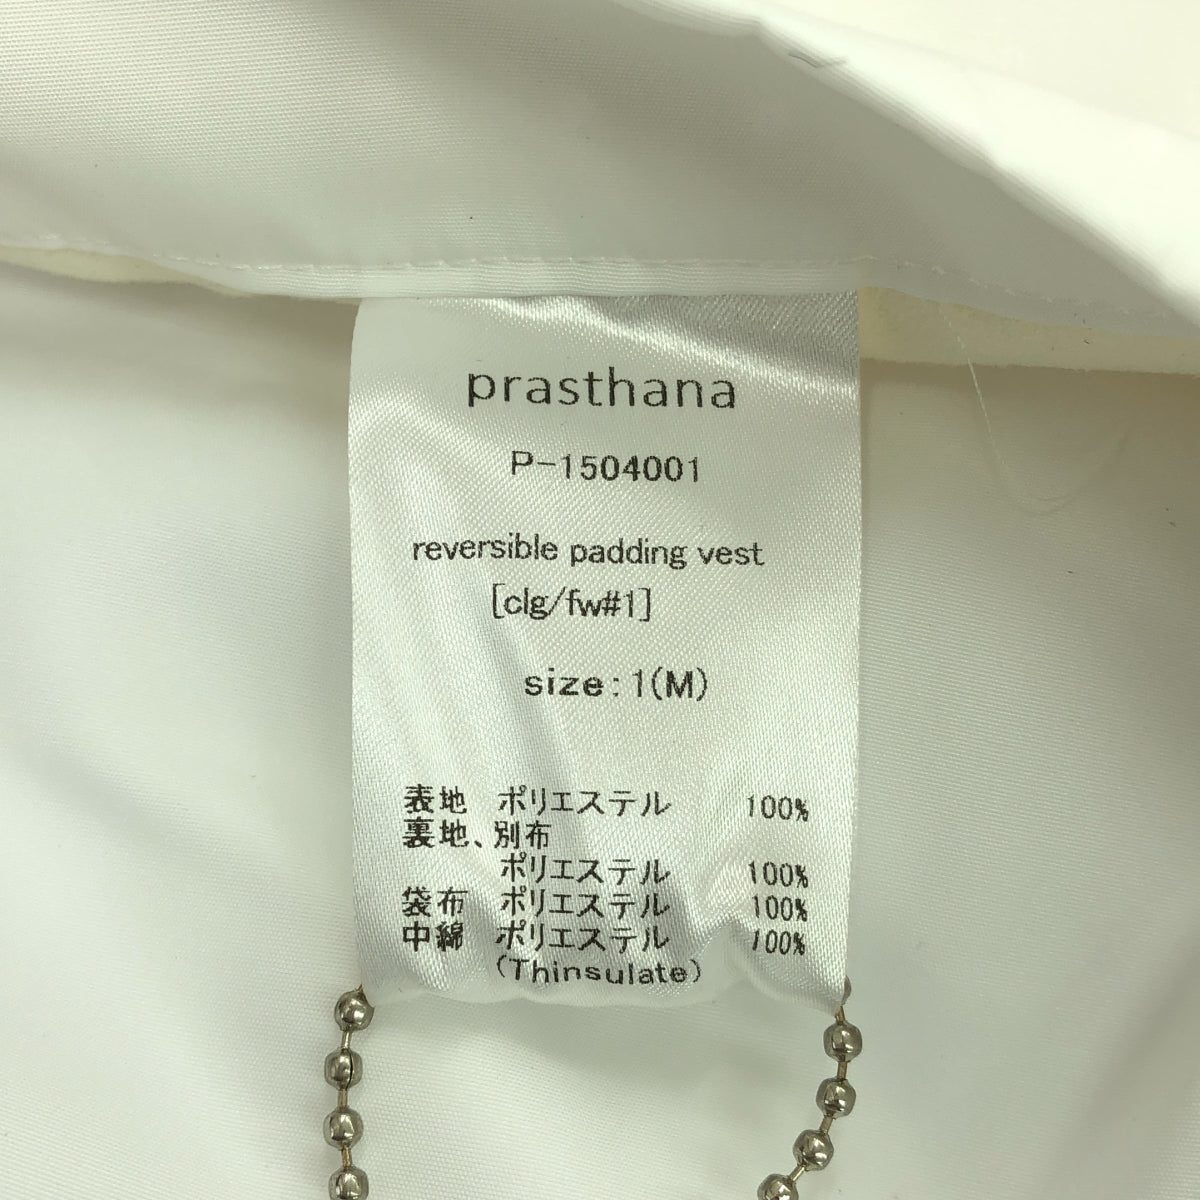 prasthana
P-1504001
reversible padding vest
[clg/fw#1]
size: 1(M)
表地 ポリエステル 100%
裏地、別布
ポリエステル 100%
袋布 ポリエステル 100%
中綿 ポリエステル 100%
(Thinsulate)